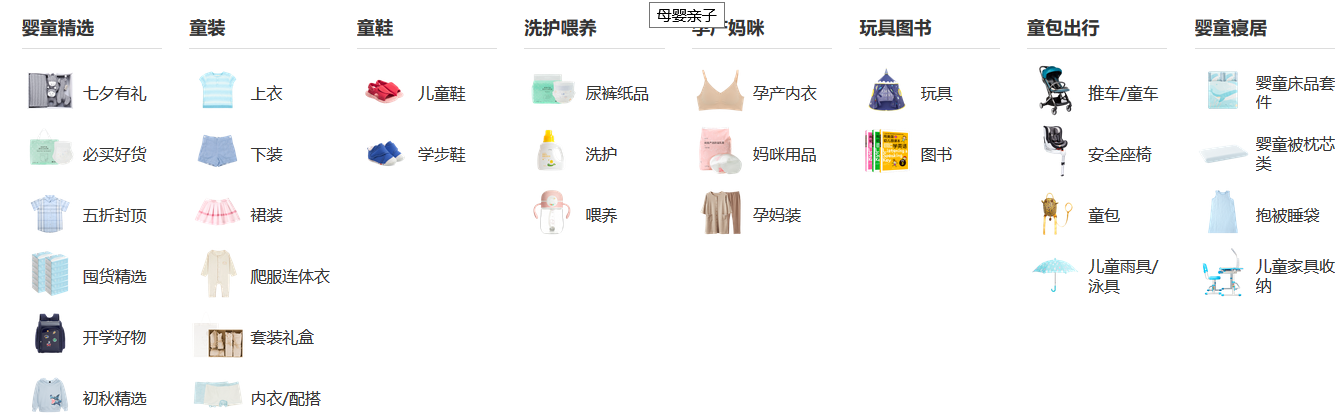 母婴亲子
婴童精选
童装
童鞋
洗护喂养
孕产妈咪
玩具图书
童包出行
婴童寝居
七夕有礼
上衣
儿童鞋
尿裤纸品
孕产内衣
玩具
推车/童车
婴童床品套
件
必买好货
下装
学步鞋
洗护
妈咪用品
图书
安全座椅
婴童被枕芯
类
五折封顶
裙装
喂养
孕妈装
童包
抱被睡袋
囤货精选
爬服连体衣
儿童雨具/
泳具
儿童家具收
纳
开学好物
套装礼盒
初秋精选
内衣/配搭